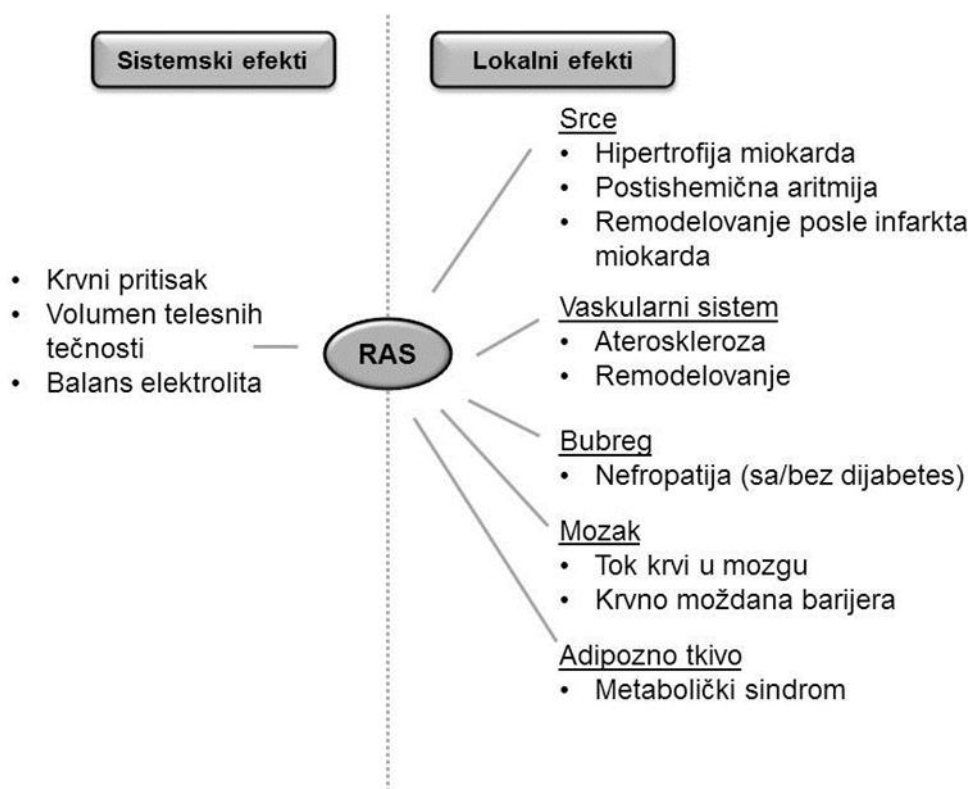 Sistemski efekti
Lokalni efekti
• Krvni pritisak
• Volumen telesnih
tečnosti
• Balans elektrolita
RAS
Srce
• Hipertrofija miokarda
• Postishemična aritmija
• Remodelovanje posle infarkta
miokarda
Vaskularni sistem
• Ateroskleroza
• Remodelovanje
Bubreg
• Nefropatija (sa/bez dijabetes)
Mozak
• Tok krvi u mozgu
• Krvno moždana barijera
Adipozno tkivo
• Metabolički sindrom